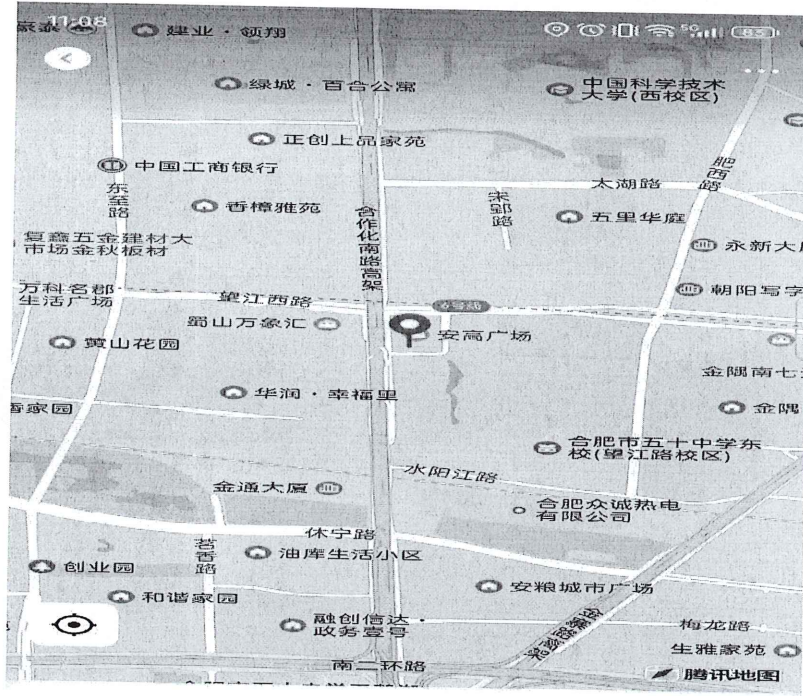 11:08
5G
83
建业·领翔
绿城·百合公寓
中国科学技术
大学(西校区)
正创上品家苑
中国工商银行
肥西路
太湖路
东至路
香樟雅苑
宋郢路
五里华庭
合作化南路高架
复鑫五金建材大
市场金秋板材
永新大
万科名郡
生活广场
望江西路
朝阳写字
蜀山万象汇
安高广场
黄山花园
金隅南七
华润·幸福里
香家园
金隅
合肥市五十中学东
校(望江路校区)
水阳江路
金通大厦
合肥众诚热电
有限公司
休宁路
茗香路
油库生活小区
创业园
安粮城市广场
和谐家园
融创信达·
政务壹号
梅龙路
生雅家苑
南二环路
腾讯地图